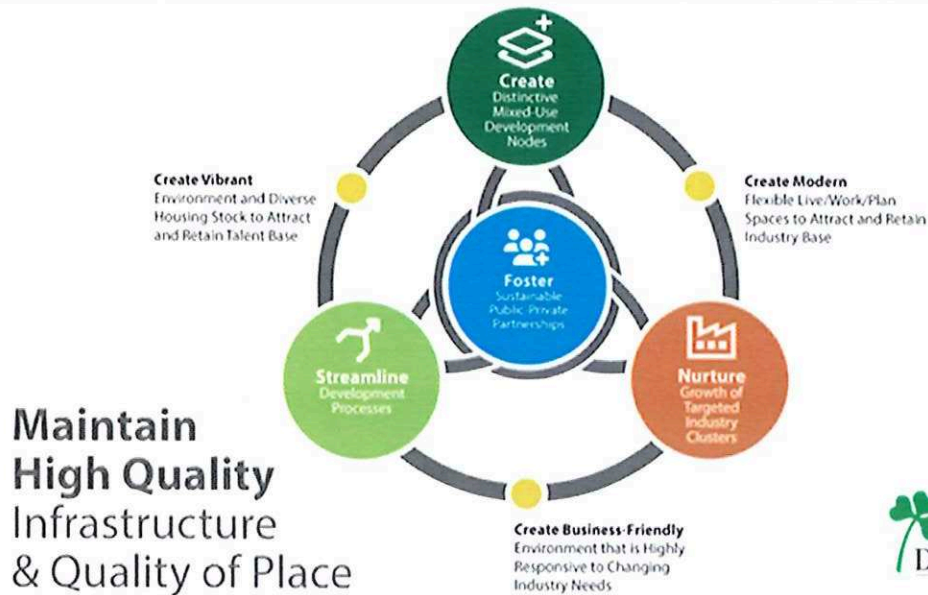 Create
Distinctive
Mixed-Use
Development
Nodes
Create Vibrant
Environment and Diverse
Housing Stock to Attract
and Retain Talent Base
Create Modern
Flexible Live/Work/Plan
Spaces to Attract and Retain
Industry Base
Foster
Sustainable
Public-Private
Partnerships
Streamline
Development
Processes
Nurture
Growth of
Targeted
Industry
Clusters
Maintain
High Quality
Infrastructure
& Quality of Place
Create Business-Friendly
Environment that is Highly
Responsive to Changing
Industry Needs
D